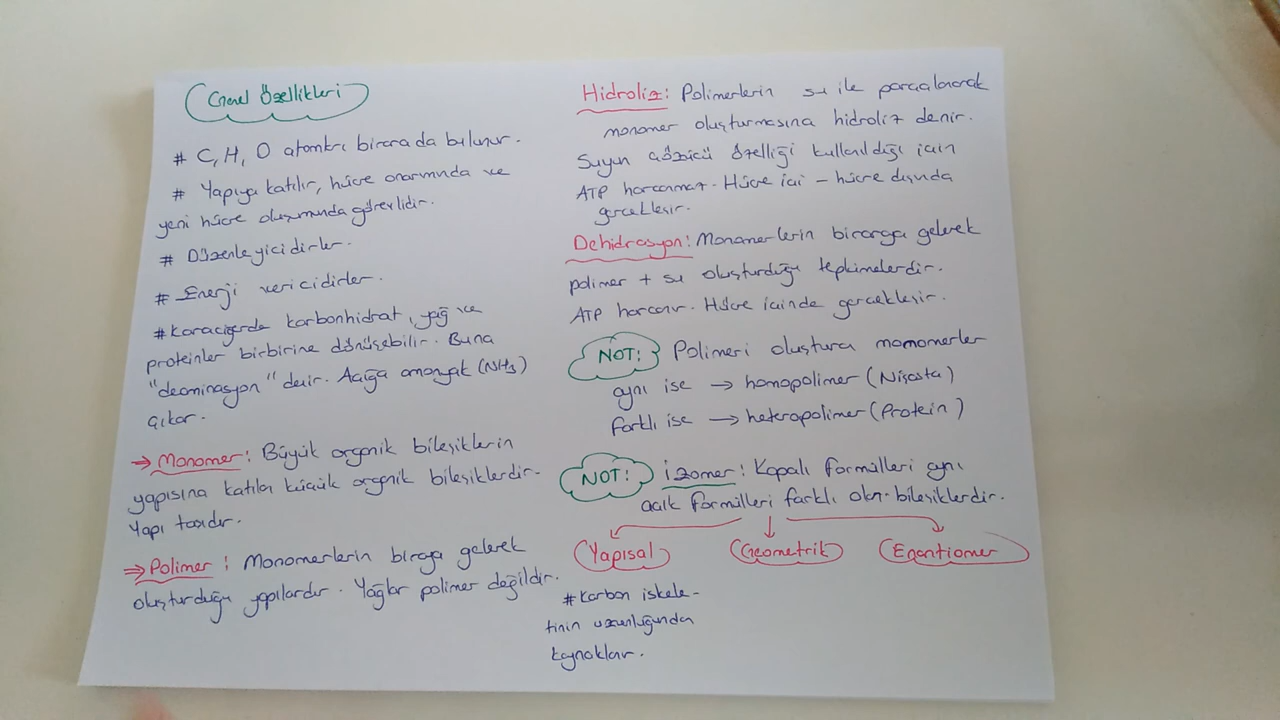 Genel Özellikleri
# C, H, O atomları birarada bulunur.
# Yapıya katılır, hücre onarımında ve
yeni hücre oluşumunda görevlidir.
# Düzenleyicidirler.
# Enerji vericidirler.
# Karaciğerde karbonhidrat, yağ ve
proteinler birbirine dönüşebilir. Buna
"deaminasyon" denir. Açığa amonyak (NH3)
çıkar.
→ Monomer: Büyük organik bileşiklerin
yapısına katılan küçük organik bileşiklerdir.
Yapı taşıdır.
⇒ Polimer: Monomerlerin biraya gelerek
oluşturduğu yapılardır. Yağlar polimer değildir.
Hidroliz: Polimerlerin su ile parçalanarak
monomer oluşturmasına hidroliz denir.
Suyun çözücü özelliği kullanıldığı için
ATP harcanmaz. Hücre içi - hücre dışında
gerçekleşir.
Dehidrasyon: Monomerlerin biraraya gelerek
polimer + su oluşturduğu tepkimelerdir.
ATP harcanır. Hücre içinde gerçekleşir.
NOT: Polimeri oluşturan momomerler
aynı ise → homopolimer (Nişasta)
farklı ise → heteropolimer (Protein)
NOT: İzomer: Kapalı formülleri aynı
açık formülleri farklı olan bileşiklerdir.
Yapısal Geometrik Enantiomer
# Karbon iskele-
tinin uzunluğundan
kaynaklanır.